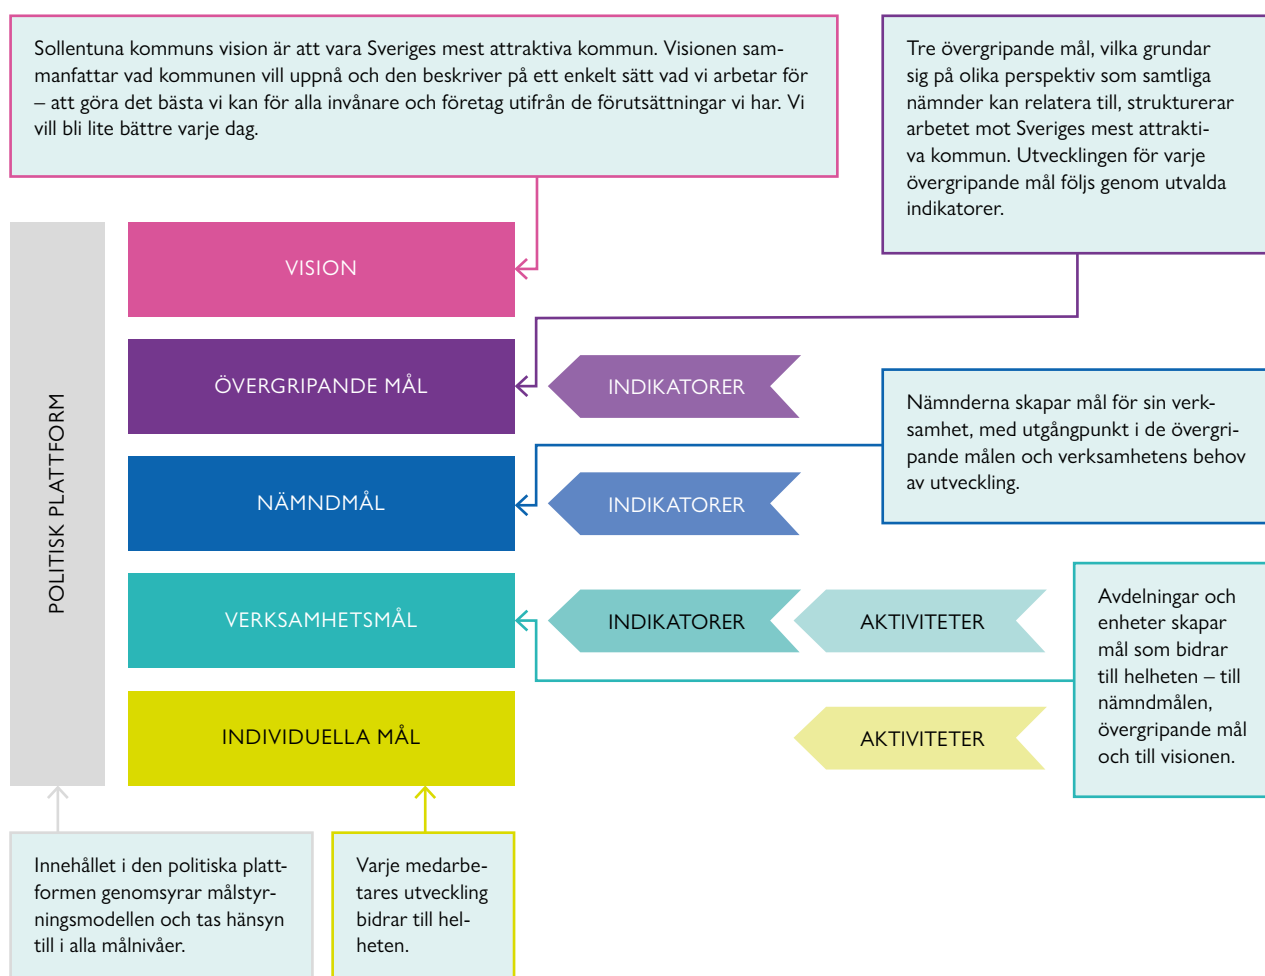 Sollentuna kommuns vision är att vara Sveriges mest attraktiva kommun. Visionen sam-
manfattar vad kommunen vill uppnå och den beskriver på ett enkelt sätt vad vi arbetar för
– att göra det bästa vi kan för alla invånare och företag utifrån de förutsättningar vi har. Vi
vill bli lite bättre varje dag.
Tre övergripande mål, vilka grundar
sig på olika perspektiv som samtliga
nämnder kan relatera till, strukturerar
arbetet mot Sveriges mest attrakti-
va kommun. Utvecklingen för varje
övergripande mål följs genom utvalda
indikatorer.
POLITISK PLATTFORM
VISION
ÖVERGRIPANDE MÅL
INDIKATORER
Nämnderna skapar mål för sin verk-
samhet, med utgångpunkt i de övergri-
pande målen och verksamhetens behov
av utveckling.
NÄMNDMÅL
INDIKATORER
VERKSAMHETSMÅL
INDIKATORER
AKTIVITETER
Avdelningar och
enheter skapar
mål som bidrar
till helheten – till
nämndmålen,
övergripande mål
och till visionen.
INDIVIDUELLA MÅL
AKTIVITETER
Innehållet i den politiska platt-
formen genomsyrar målstyr-
ningsmodellen och tas hänsyn
till i alla målnivåer.
Varje medarbe-
tares utveckling
bidrar till hel-
heten.